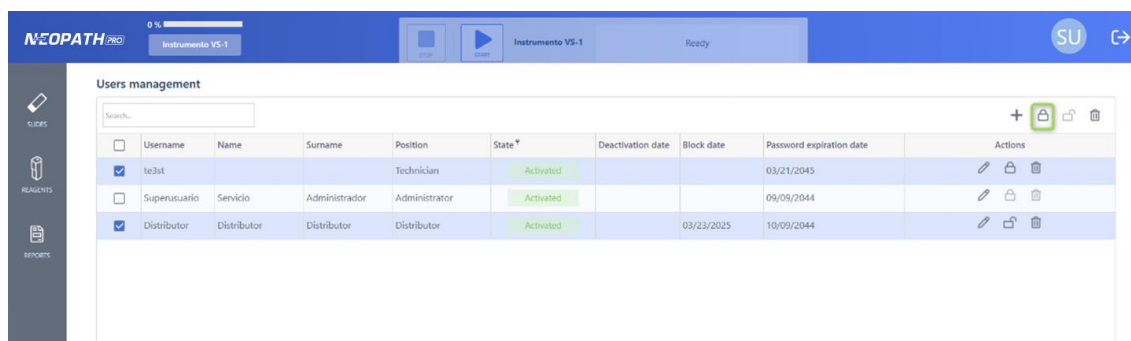 NEOPATH PRO
0 %
Instrumento VS-1
STOP
START
Instrumento VS-1
Ready
SU
SLIDES
REAGENTS
REPORTS
Users management
Search...
Username Name Surname Position State Deactivation date Block date Password expiration date Actions
te3st Technician Activated 03/21/2045
Superusuario Servicio Administrador Administrator Activated 09/09/2044
Distributor Distributor Distributor Distributor Activated 03/23/2025 10/09/2044